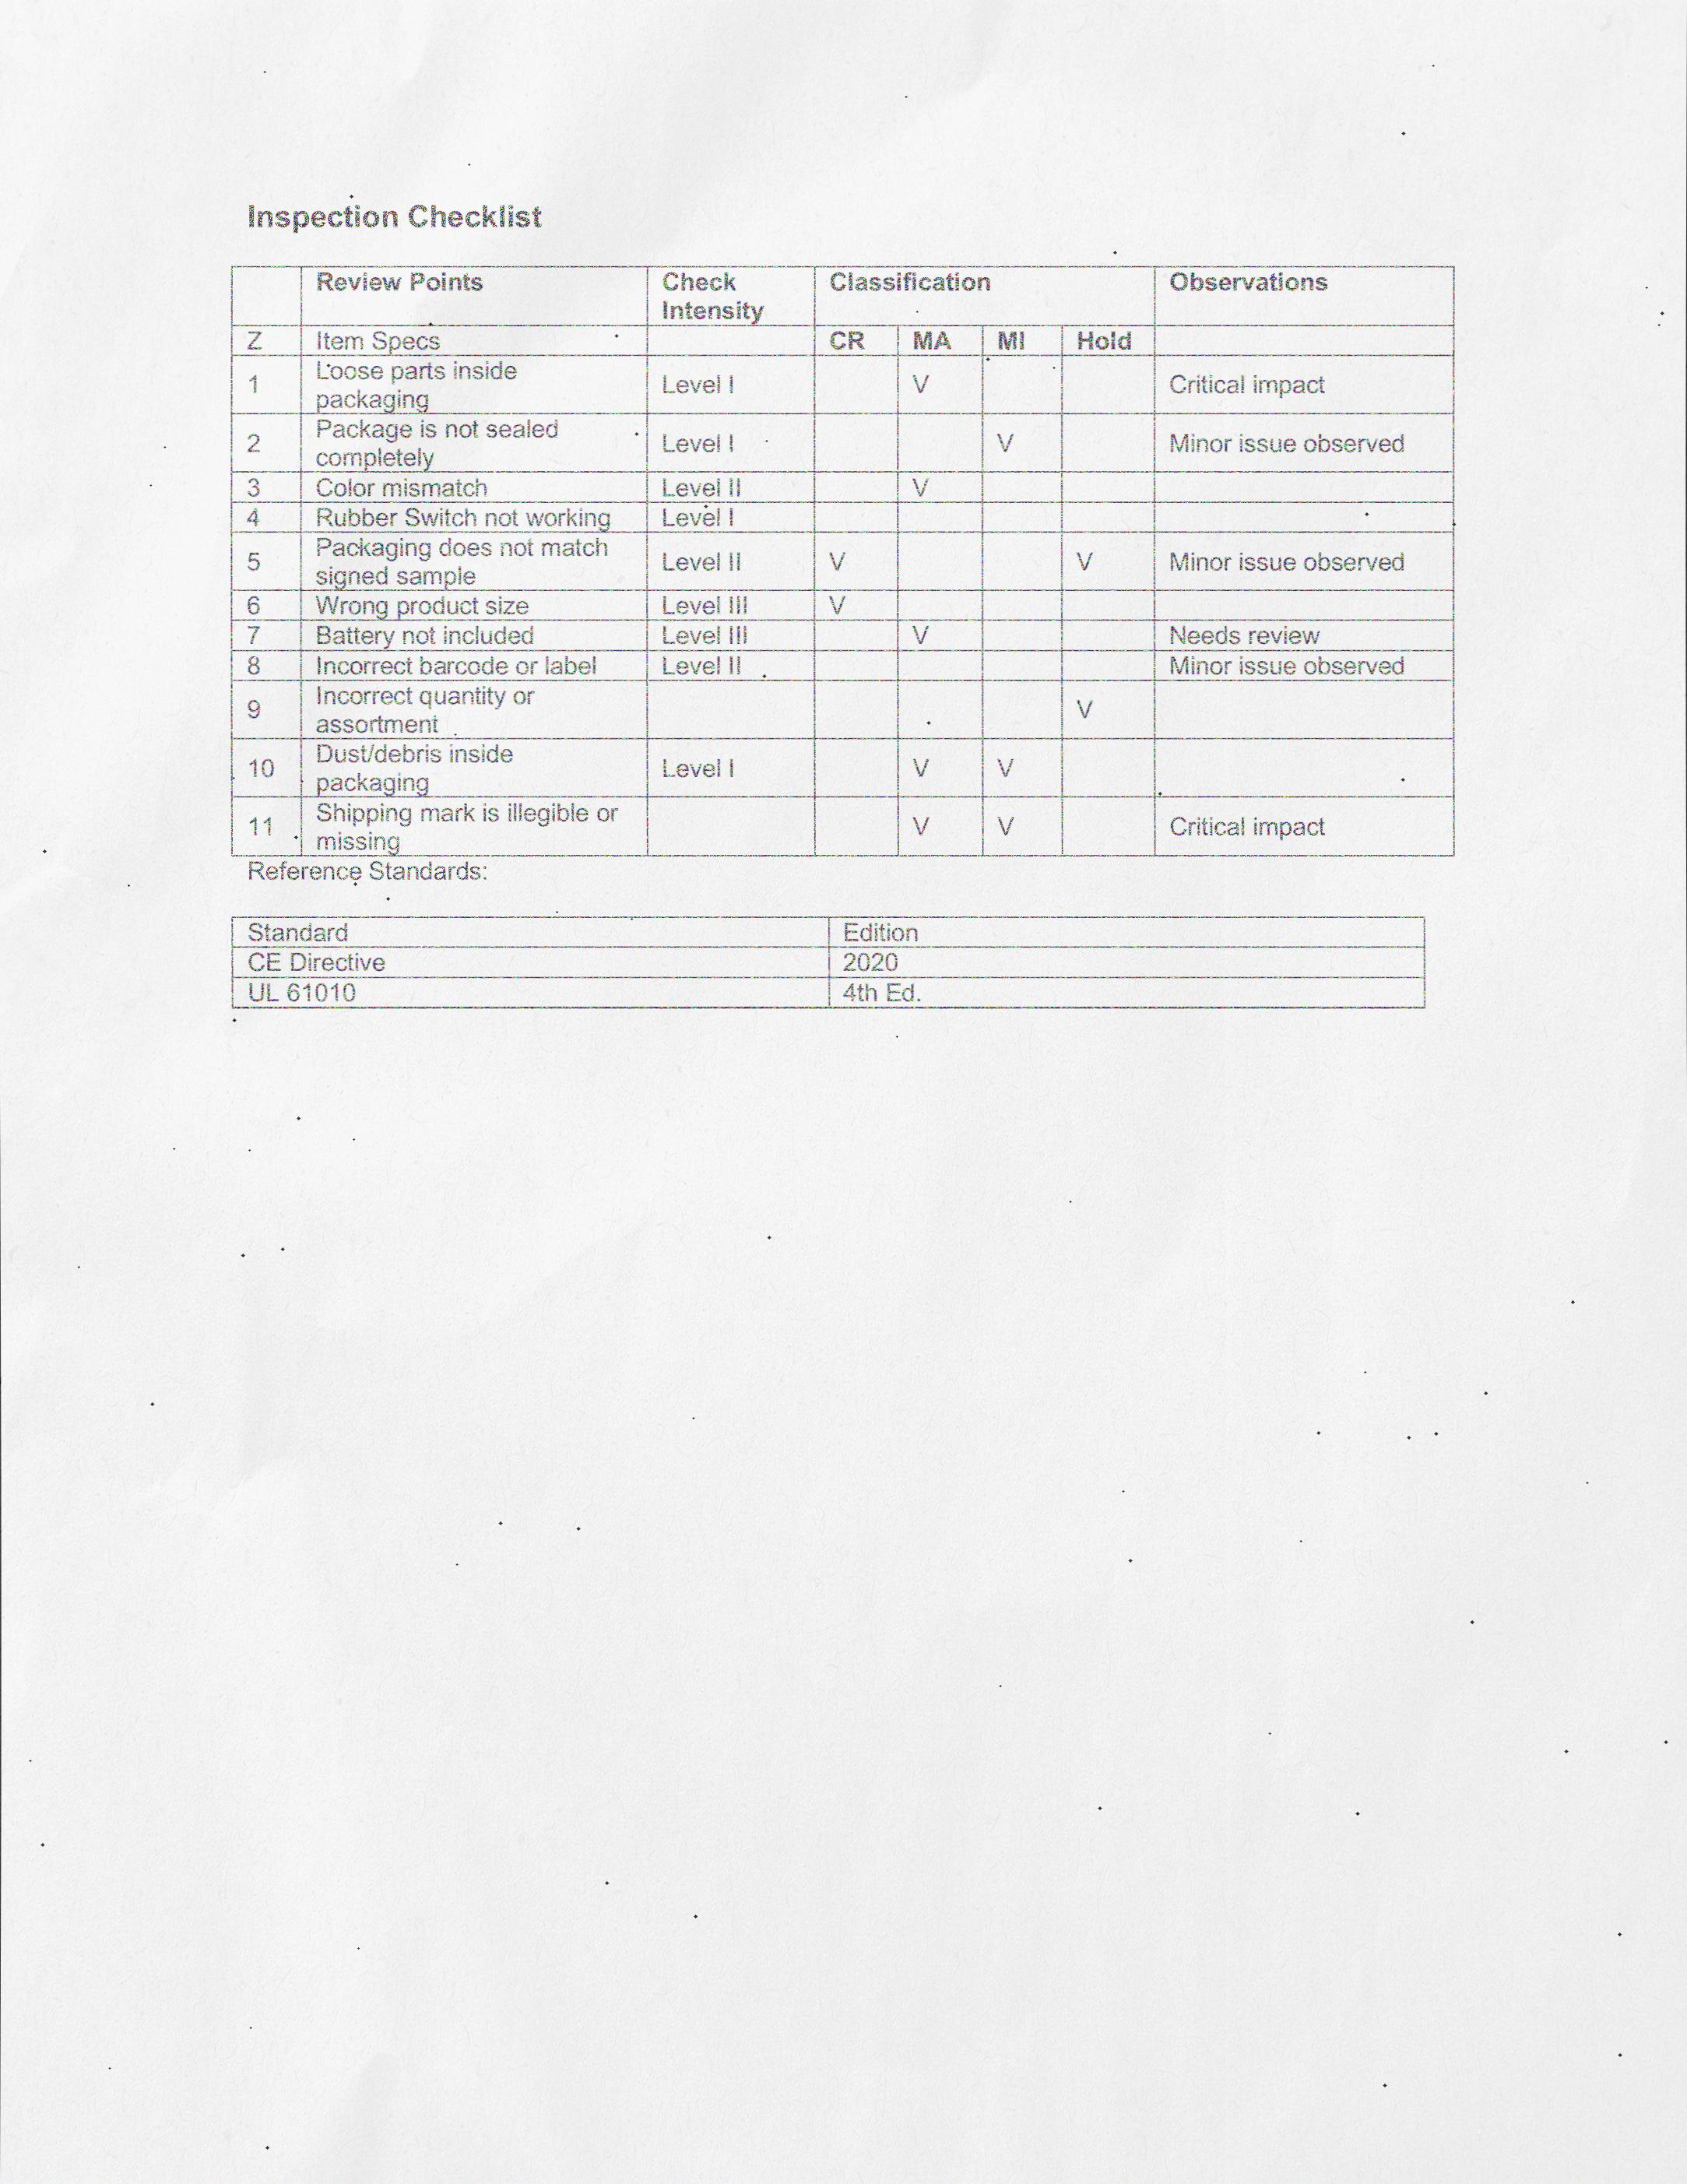 Inspection Checklist
Review Points Check Intensity Classification Observations
Z Item Specs CR MA MI Hold
1 Loose parts inside packaging Level I V Critical impact
2 Package is not sealed completely Level I V Minor issue observed
3 Color mismatch Level II V
4 Rubber Switch not working Level I
5 Packaging does not match signed sample Level II V V Minor issue observed
6 Wrong product size Level III V
7 Battery not included Level III V Needs review
8 Incorrect barcode or label Level II Minor issue observed
9 Incorrect quantity or assortment V
10 Dust/debris inside packaging Level I V V
11 Shipping mark is illegible or missing V V Critical impact
Reference Standards:
Standard Edition
CE Directive 2020
UL 61010 4th Ed.